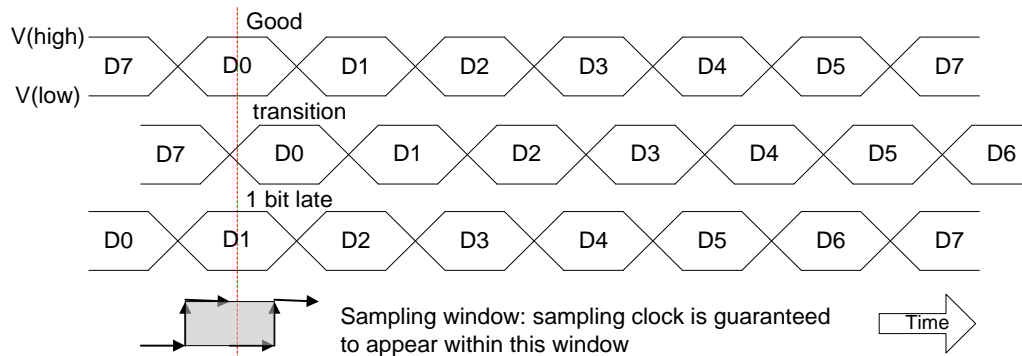 Good
V(high)
D7 D0 D1 D2 D3 D4 D5 D7
V(low)
transition
D7 D0 D1 D2 D3 D4 D5 D6
1 bit late
D0 D1 D2 D3 D4 D5 D6 D7
Sampling window: sampling clock is guaranteed
to appear within this window
Time